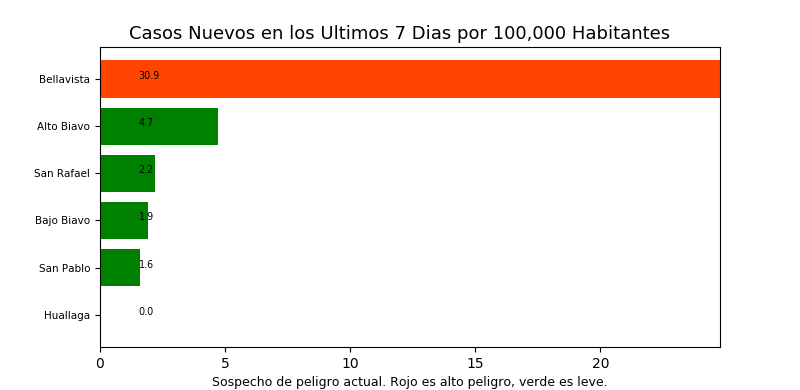 Casos Nuevos en los Ultimos 7 Dias por 100,000 Habitantes
Bellavista 30.9
Alto Biavo 4.7
San Rafael 2.2
Bajo Biavo 1.9
San Pablo 1.6
Huallaga 0.0
0 5 10 15 20
Sospecho de peligro actual. Rojo es alto peligro, verde es leve.